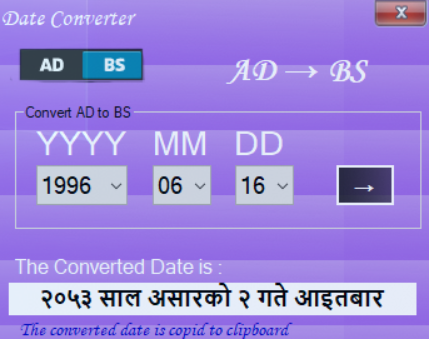 Date Converter
X
AD BS
AD → BS
Convert AD to BS
YYYY MM DD
1996 06 16 →
The Converted Date is :
२०५३ साल असारको २ गते आइतबार
The converted date is copid to clipboard